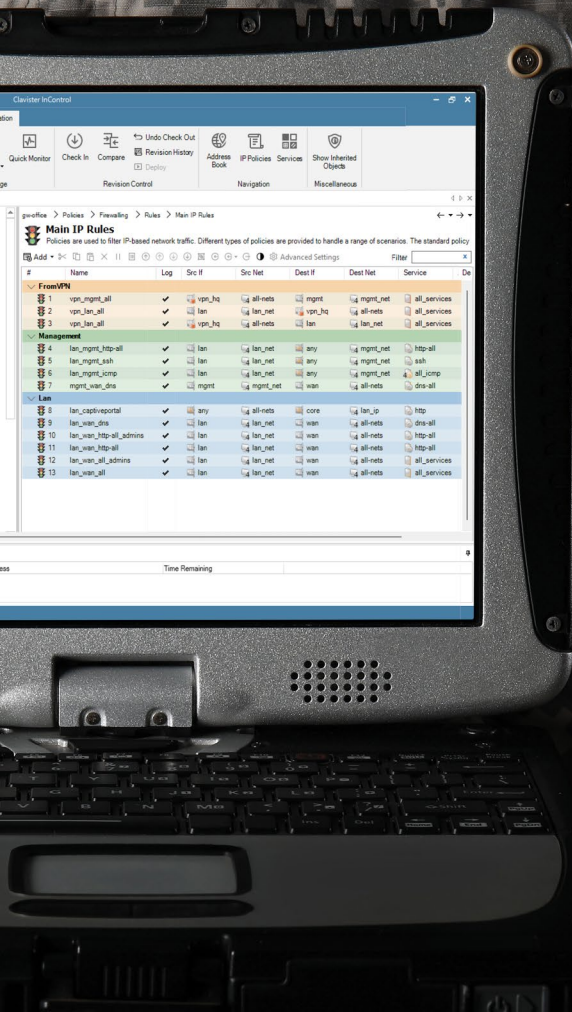 Clavister InControl
ation
Undo Check Out
Revision History
Deploy
Quick Monitor Check In Compare Address Book IP Policies Services Show Inherited Objects
ge Revision Control Navigation Miscellaneous
gw-office > Policies > Firewalling > Rules > Main IP Rules
Main IP Rules
Policies are used to filter IP-based network traffic. Different types of policies are provided to handle a range of scenarios. The standard policy
Add Advanced Settings Filter x
# Name Log Src If Src Net Dest If Dest Net Service De
FromVPN
1 vpn_mgmt_all vpn_hq all-nets mgmt mgmt_net all_services
2 vpn_lan_all lan lan_net vpn_hq all-nets all_services
3 vpn_lan_all vpn_hq all-nets lan lan_net all_services
Management
4 lan_mgmt_http-all lan lan_net any mgmt_net http-all
5 lan_mgmt_ssh lan lan_net any mgmt_net ssh
6 lan_mgmt_icmp lan lan_net any mgmt_net all_icmp
7 mgmt_wan_dns mgmt mgmt_net wan all-nets dns-all
Lan
8 lan_captiveportal any all-nets core lan_ip http
9 lan_wan_dns lan lan_net wan all-nets dns-all
10 lan_wan_http-all_admins lan lan_net wan all-nets http-all
11 lan_wan_http-all lan lan_net wan all-nets http-all
12 lan_wan_all_admins lan lan_net wan all-nets all_services
13 lan_wan_all lan lan_net wan all-nets all_services
ess Time Remaining
T Y U I O P
G H J K L Enter
V B N M Shift
Ins Del Home End